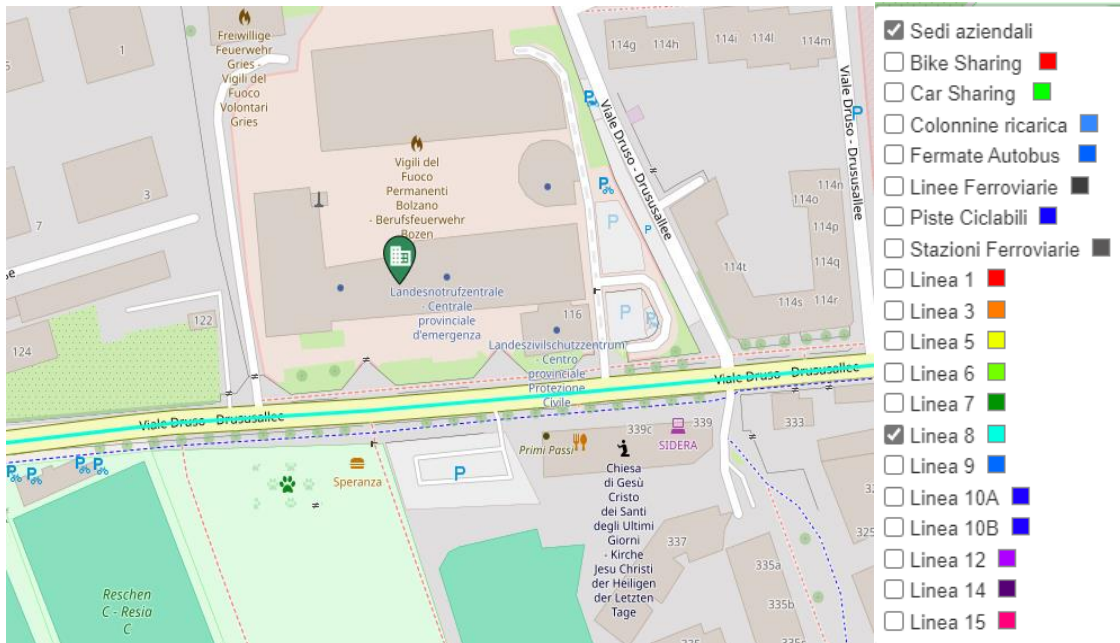 Freiwillige
Feuerwehr
Gries -
Vigili del
Fuoco
Volontari
Gries
1
3
7
5
114g
114h
114i
114l
114m
Viale Druso - Drususallee
Viale Druso - Drususallee
P
Vigili del
Fuoco
Permanenti
Bolzano
- Berufsfeuerwehr
Bozen
P
P
P
P
P
114n
114o
114p
114q
114t
114s
114r
Landesnotrufzentrale
- Centrale
provinciale
d'emergenza
116
P
P
Landeszivilschutzzentrum
- Centro
provinciale
Protezione
Civile
122
124
Viale Druso - Drususallee
Viale Druso - Drususallee
339c
339
333
Primi Passi
SIDERA
P
P
P
P
Speranza
P
Chiesa
di Gesù
Cristo
dei Santi
degli Ultimi
Giorni
- Kirche
Jesu Christi
der Heiligen
der Letzten
Tage
337
335a
335b
325
Reschen
C - Resia
C
Sedi aziendali
Bike Sharing
Car Sharing
Colonnine ricarica
Fermate Autobus
Linee Ferroviarie
Piste Ciclabili
Stazioni Ferroviarie
Linea 1
Linea 3
Linea 5
Linea 6
Linea 7
Linea 8
Linea 9
Linea 10A
Linea 10B
Linea 12
Linea 14
Linea 15